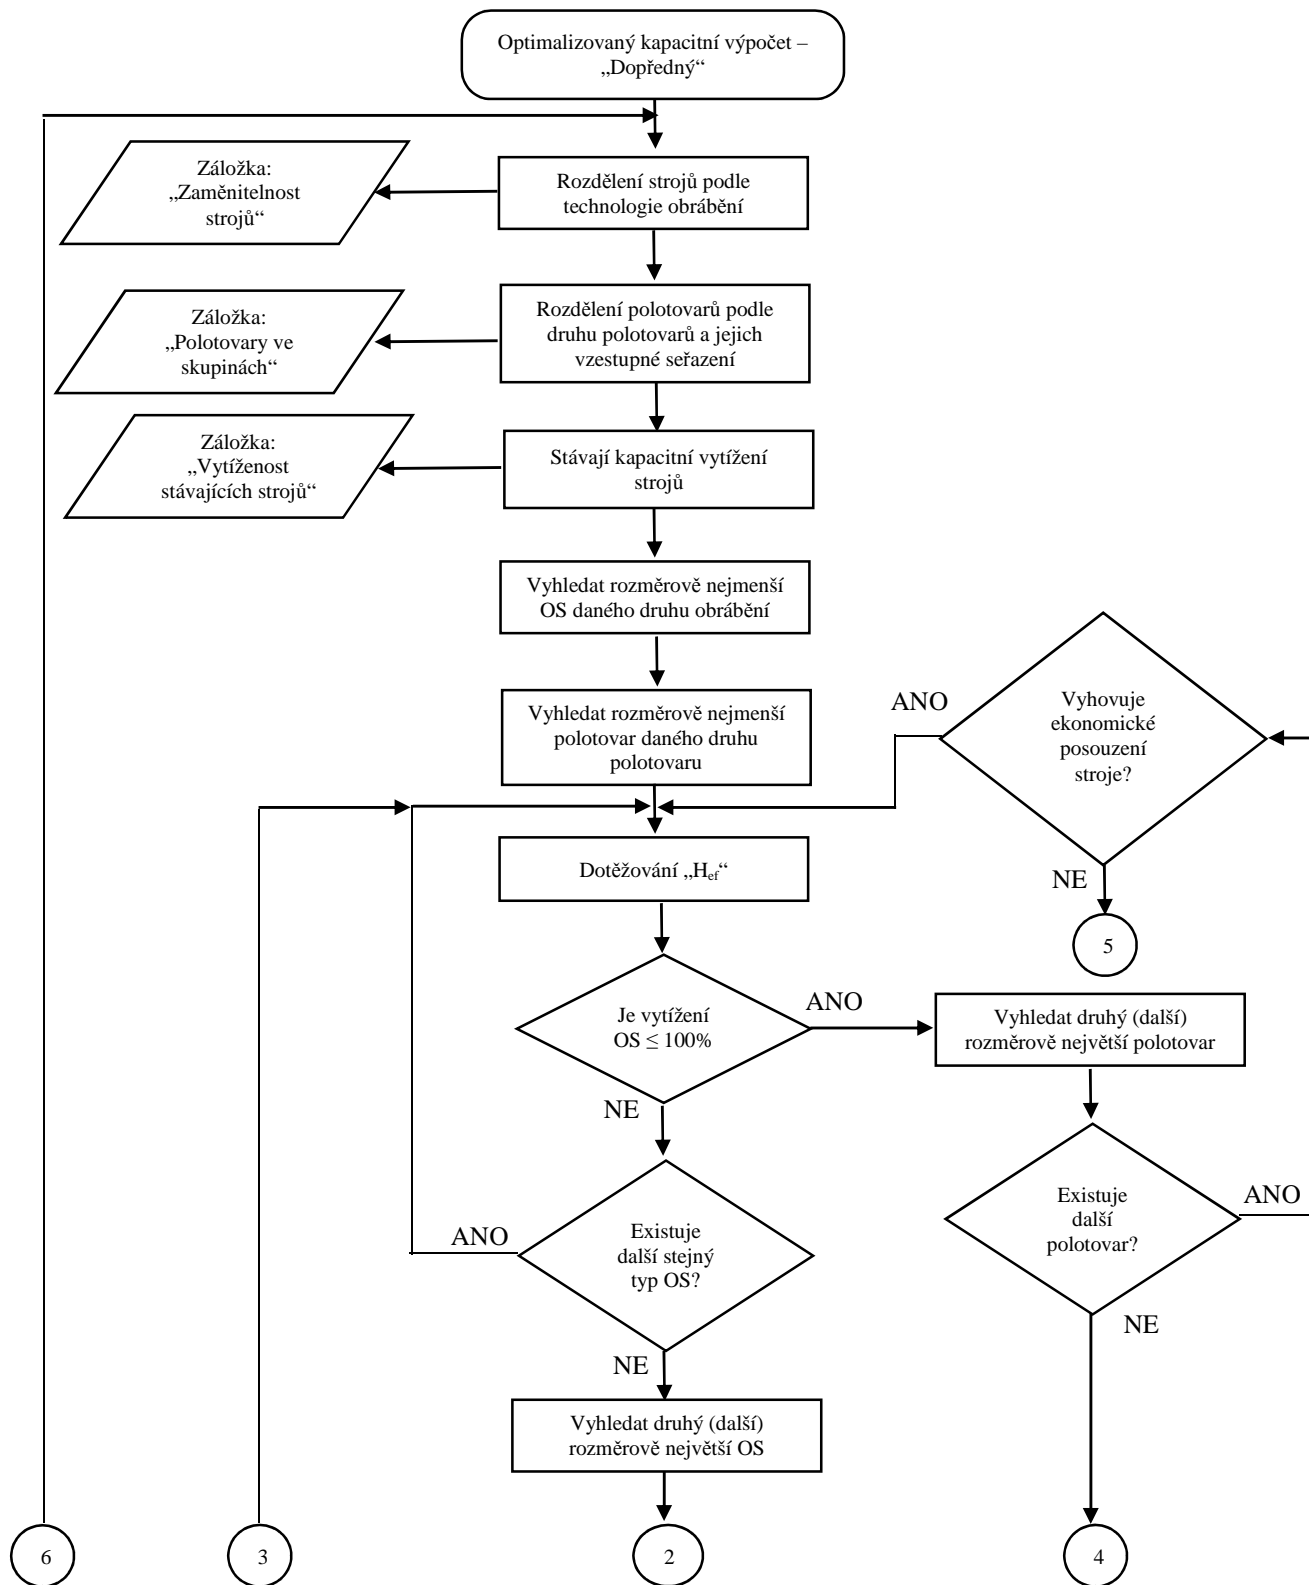 Optimalizovaný kapacitní výpočet –
„Dopředný“
Záložka:
„Zaměnitelnost
strojů“
Rozdělení strojů podle
technologie obrábění
Záložka:
„Polotovary ve
skupinách“
Rozdělení polotovarů podle
druhu polotovarů a jejich
vzestupné seřazení
Záložka:
„Vytíženost
stávajících strojů“
Stávají kapacitní vytížení
strojů
Vyhledat rozměrově nejmenší
OS daného druhu obrábění
Vyhledat rozměrově nejmenší
polotovar daného druhu
polotovaru
ANO
Vyhovuje
ekonomické
posouzení
stroje?
NE
5
Dotěžování „Hef“
Je vytížení
OS ≤ 100%
ANO
NE
Vyhledat druhý (další)
rozměrově největší polotovar
Existuje
další
polotovar?
ANO
NE
ANO
Existuje
další stejný
typ OS?
NE
Vyhledat druhý (další)
rozměrově největší OS
6
3
2
4